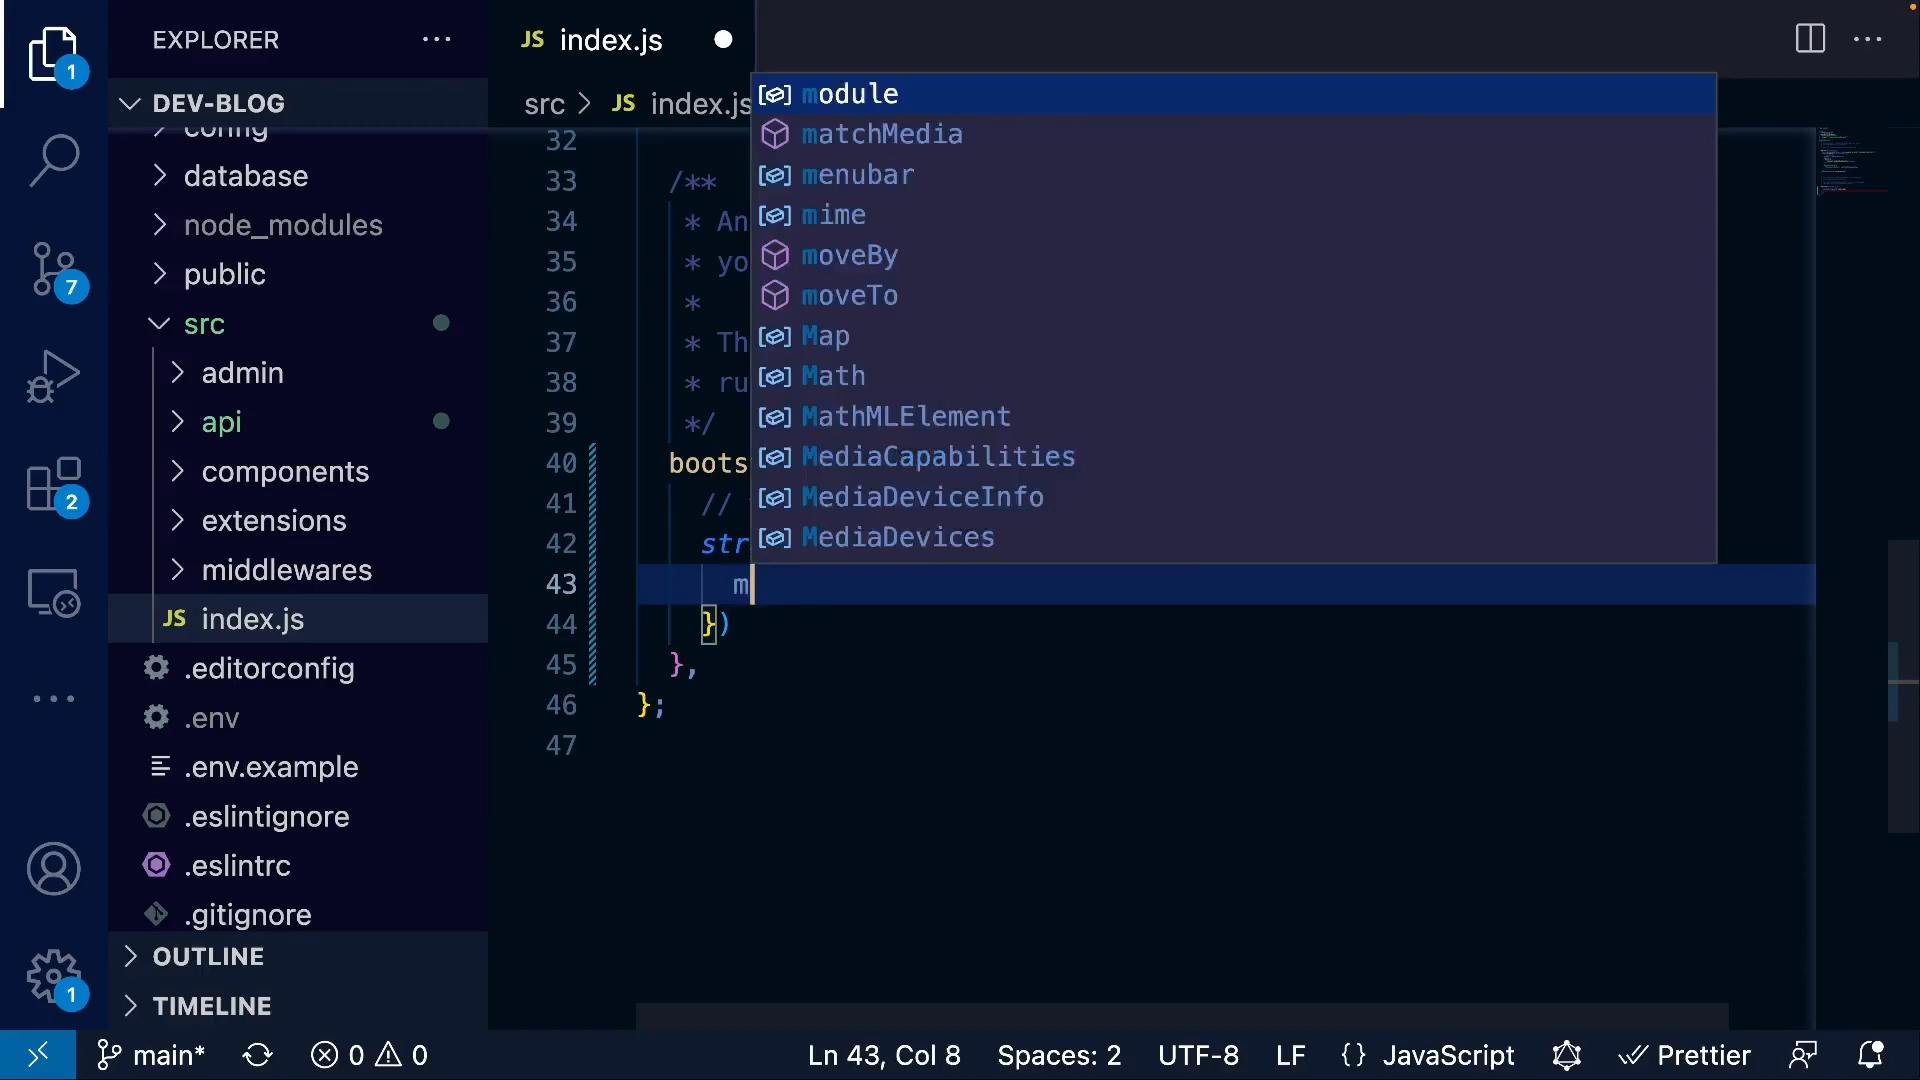 EXPLORER
DEV-BLOG
config
database
node_modules
public
src
admin
api
components
extensions
middlewares
JS index.js
.editorconfig
.env
.env.example
.eslintignore
.eslintrc
.gitignore
OUTLINE
TIMELINE
1
7
2
1
JS index.js
src > JS index.js
32
33 /**
34 * An
35 * yo
36 *
37 * Th
38 * ru
39 */
40 boots
41 //
42 str
43 m
44 })
45 },
46 };
47
module
matchMedia
menubar
mime
moveBy
moveTo
Map
Math
MathMLElement
MediaCapabilities
MediaDeviceInfo
MediaDevices
main* 0 0 Ln 43, Col 8 Spaces: 2 UTF-8 LF {} JavaScript Prettier